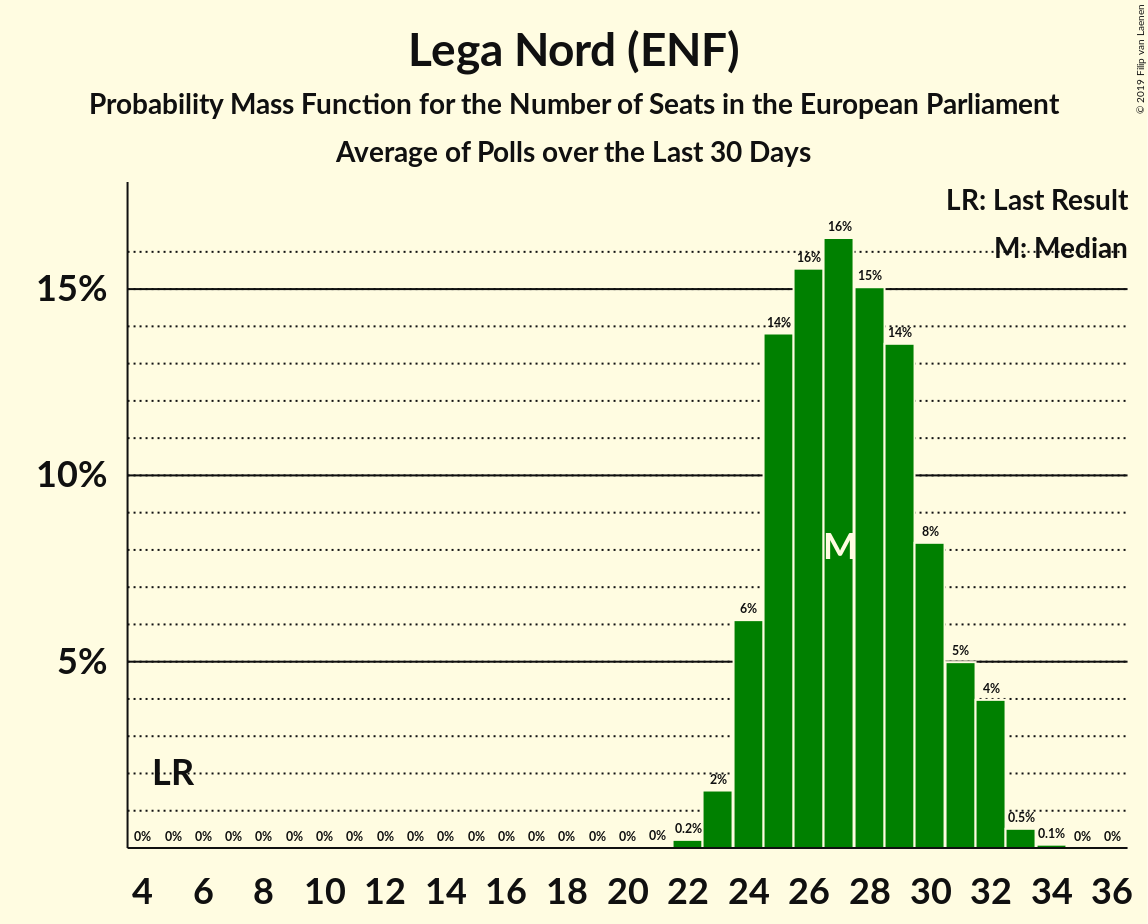 © 2019 Filip van Laenen
Lega Nord (ENF)
Probability Mass Function for the Number of Seats in the European Parliament
Average of Polls over the Last 30 Days
LR: Last Result
M: Median
15%
10%
5%
LR
M
0% 0% 0% 0% 0% 0% 0% 0% 0% 0% 0% 0% 0% 0% 0% 0% 0% 0% 0.2% 2% 6% 14% 16% 16% 15% 14% 8% 5% 4% 0.5% 0.1% 0% 0%
4 6 8 10 12 14 16 18 20 22 24 26 28 30 32 34 36